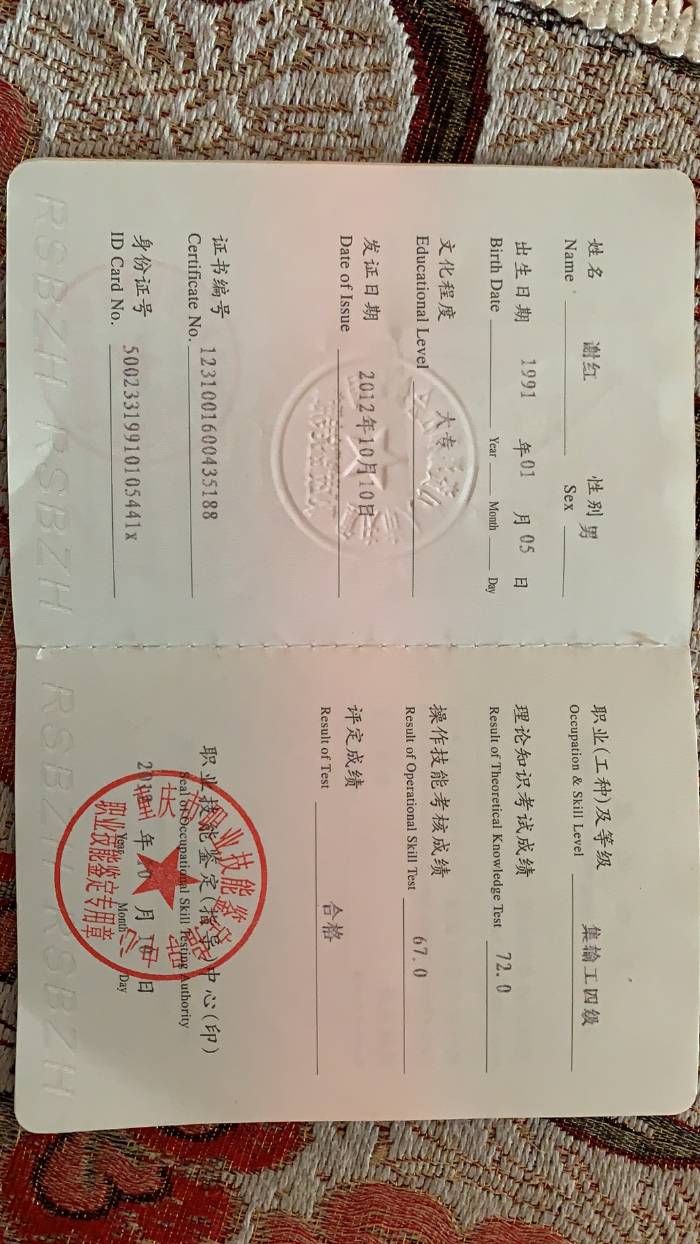 姓名 谢红 性别 男
Name Sex
出生日期 1991 年 01 月 05 日
Birth Date Year Month Day
文化程度 大专
Educational Level
发证日期 2012年10月10日
Date of Issue
证书编号
Certificate No. 1231001600435188
身份证号
ID Card No. 50023319910105441x
RSBZH RSBZH
职业(工种)及等级 集输工四级
Occupation & Skill Level
理论知识考试成绩
Result of Theoretical Knowledge Test 72.0
操作技能考核成绩
Result of Operational Skill Test 67.0
评定成绩 合格
Result of Test
职业技能鉴定(指导)中心(印)
Seal of Occupational Skill Testing Authority
年 月 日
Year Month Day
职业技能鉴定专用章
RSBZH RSBZH